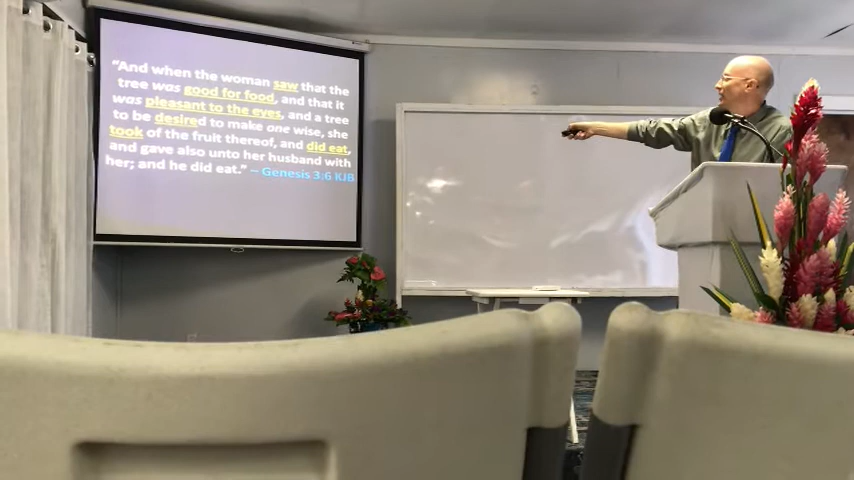 “And when the woman saw that the
tree was good for food, and that it
was pleasant to the eyes, and a tree
to be desired to make one wise, she
took of the fruit thereof, and did eat,
and gave also unto her husband with
her; and he did eat.” – Genesis 3:6 KJB